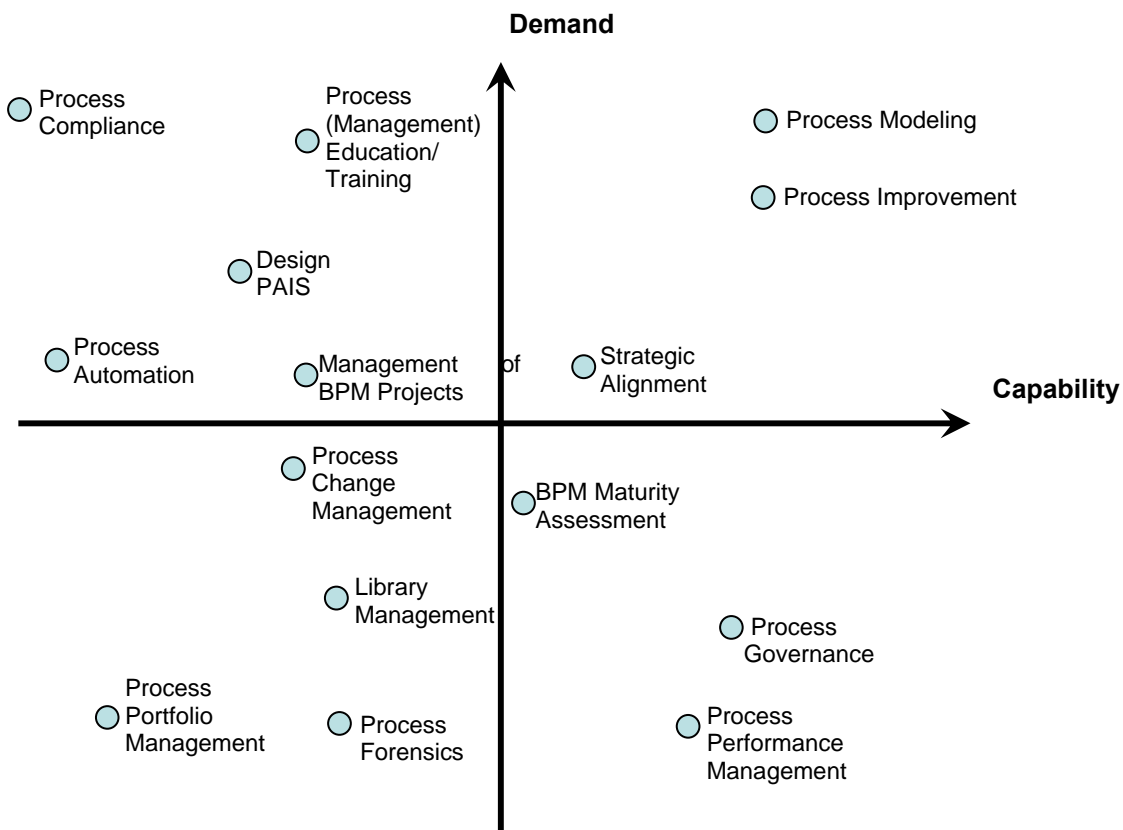 Demand
Process
Compliance
Process
(Management)
Education/
Training
Process Modeling
Process Improvement
Design
PAIS
Process
Automation
Management of
BPM Projects
Strategic
Alignment
Capability
Process
Change
Management
BPM Maturity
Assessment
Library
Management
Process
Governance
Process
Portfolio
Management
Process
Forensics
Process
Performance
Management